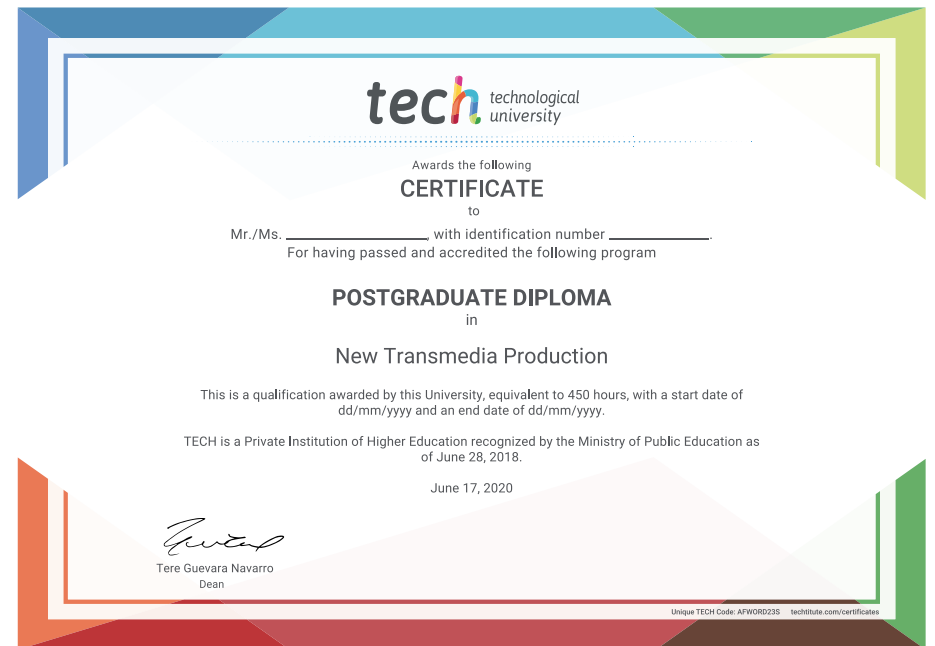 tech technological
university
Awards the following
CERTIFICATE
to
Mr./Ms. ____________________, with identification number ______________.
For having passed and accredited the following program
POSTGRADUATE DIPLOMA
in
New Transmedia Production
This is a qualification awarded by this University, equivalent to 450 hours, with a start date of
dd/mm/yyyy and an end date of dd/mm/yyyy.
TECH is a Private Institution of Higher Education recognized by the Ministry of Public Education as
of June 28, 2018.
June 17, 2020
Tere Guevara Navarro
Dean
Unique TECH Code: AFWORD23S techtitute.com/certificates